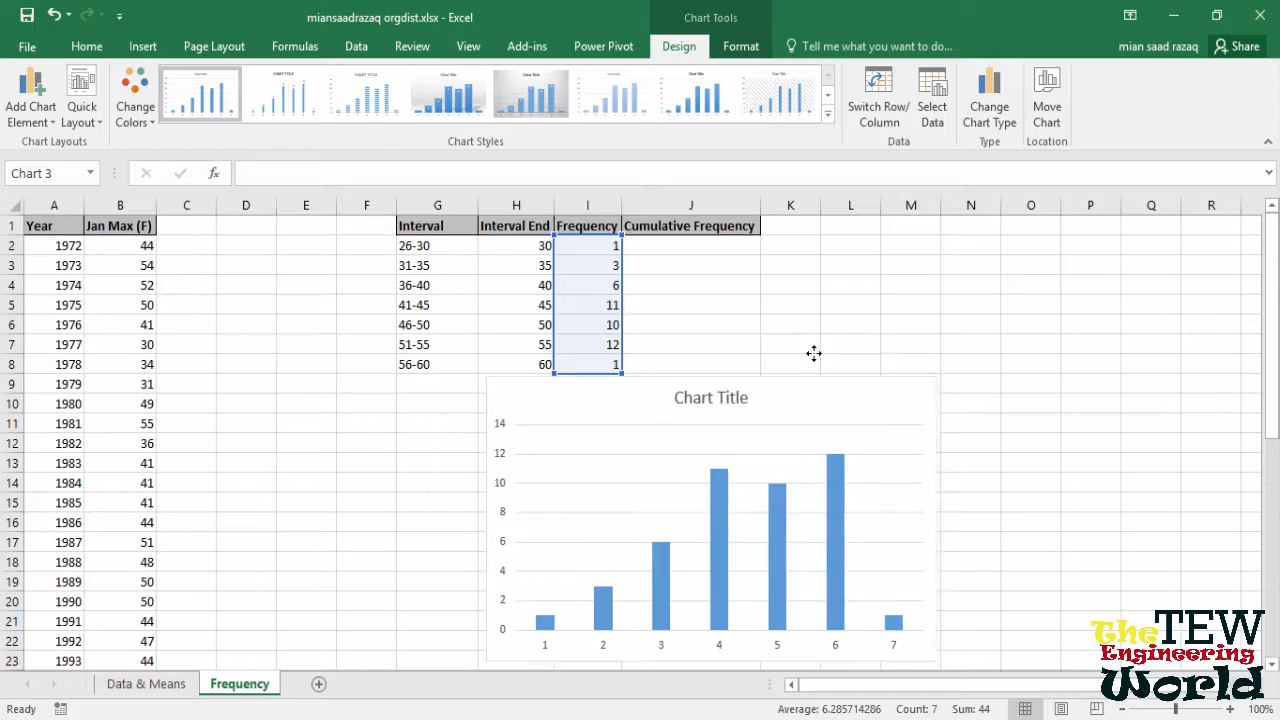 miansaadrazaq orgdist.xlsx - Excel
Chart Tools
File Home Insert Page Layout Formulas Data Review View Add-ins Power Pivot Design Format Tell me what you want to do... mian saad razaq Share
Add Chart Element Quick Layout Change Colors Switch Row/ Column Select Data Change Chart Type Move Chart
Chart Layouts Chart Styles Data Type Location
Chart 3 fx
A B C D E F G H I J K L M N O P Q R
1 Year Jan Max (F) Interval Interval End Frequency Cumulative Frequency
2 1972 44 26-30 30 1
3 1973 54 31-35 35 3
4 1974 52 36-40 40 6
5 1975 50 41-45 45 11
6 1976 41 46-50 50 10
7 1977 30 51-55 55 12
8 1978 34 56-60 60 1
9 1979 31
10 1980 49
11 1981 55
12 1982 36
13 1983 41
14 1984 41
15 1985 41
16 1986 44
17 1987 51
18 1988 48
19 1989 50
20 1990 50
21 1991 44
22 1992 47
23 1993 44
Chart Title
14
12
10
8
6
4
2
0
1 2 3 4 5 6 7
The TEW
Engineering
World
Data & Means Frequency
Ready Average: 6.285714286 Count: 7 Sum: 44 100%